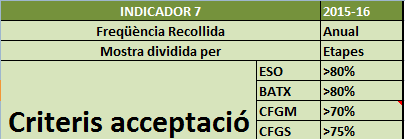 INDICADOR 7 2015-16
Freqüència Recollida Anual
Mostra dividida per Etapes
Criteris acceptació
ESO >80%
BATX >80%
CFGM >70%
CFGS >75%